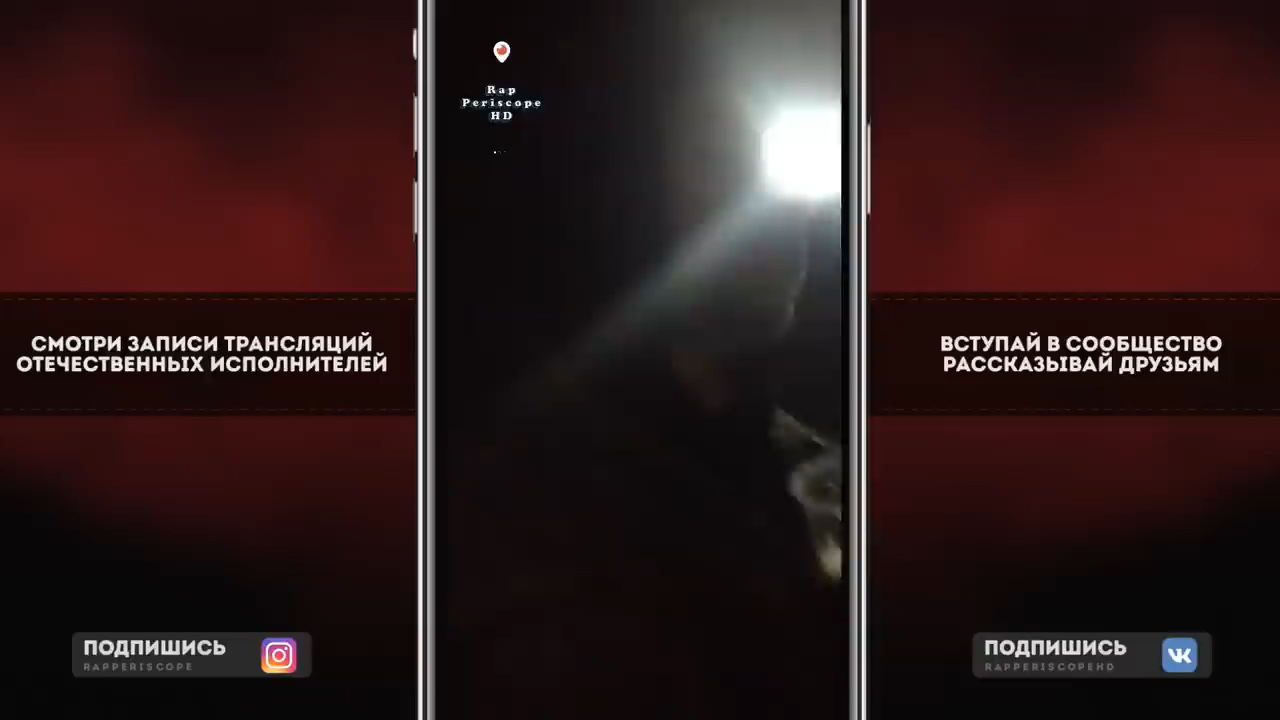 Rap
Periscope
HD
СМОТРИ ЗАПИСИ ТРАНСЛЯЦИЙ
ОТЕЧЕСТВЕННЫХ ИСПОЛНИТЕЛЕЙ
ВСТУПАЙ В СООБЩЕСТВО
РАССКАЗЫВАЙ ДРУЗЬЯМ
ПОДПИШИСЬ
RAPPERISCOPE
ПОДПИШИСЬ
RAPPERISCOPEHD